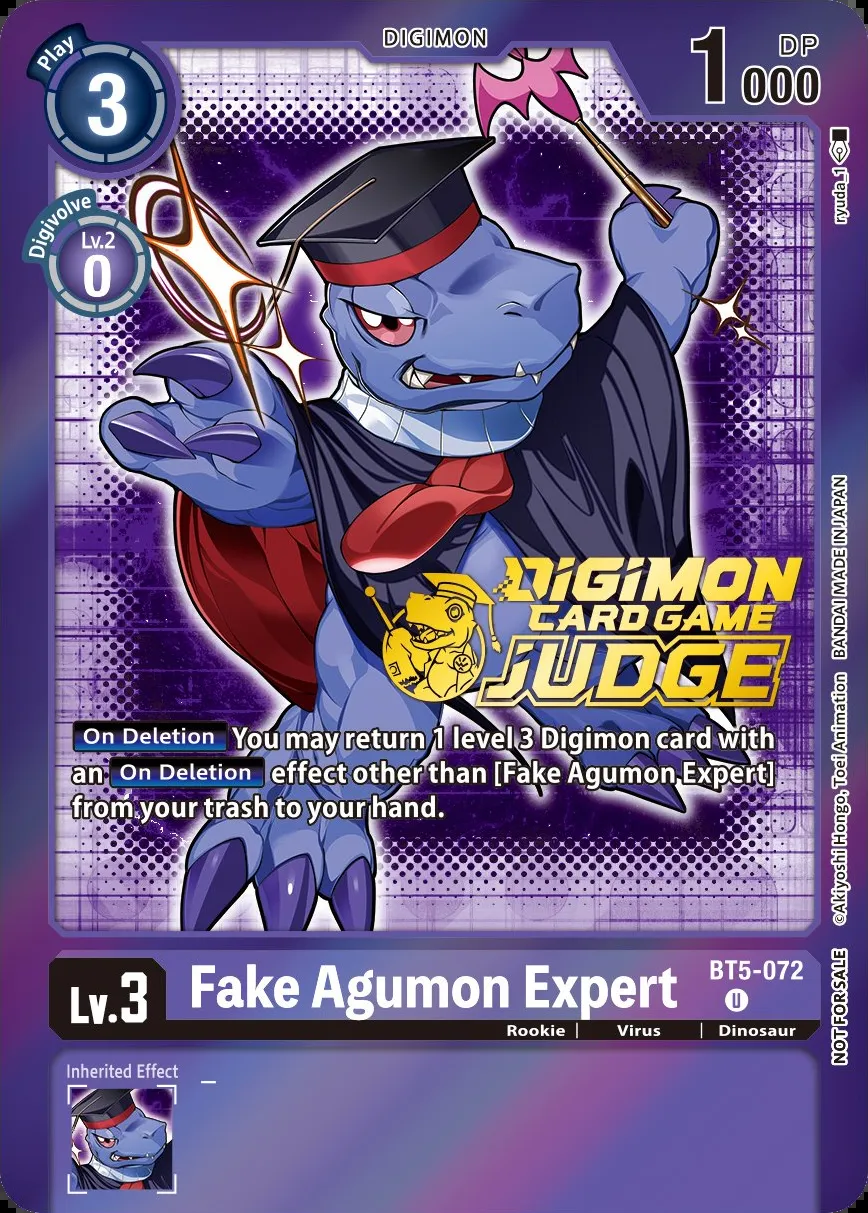 DIGIMON
Play
3
1000
DP
Digivolve
Lv.2
0
ryuda_1
DIGIMON
CARD GAME
JUDGE
On Deletion You may return 1 level 3 Digimon card with
an On Deletion effect other than [Fake Agumon Expert]
from your trash to your hand.
©Akiyoshi Hongo, Toei Animation BANDAI MADE IN JAPAN
NOT FOR SALE
Lv.3
Fake Agumon Expert
BT5-072
U
Rookie | Virus | Dinosaur
Inherited Effect
–